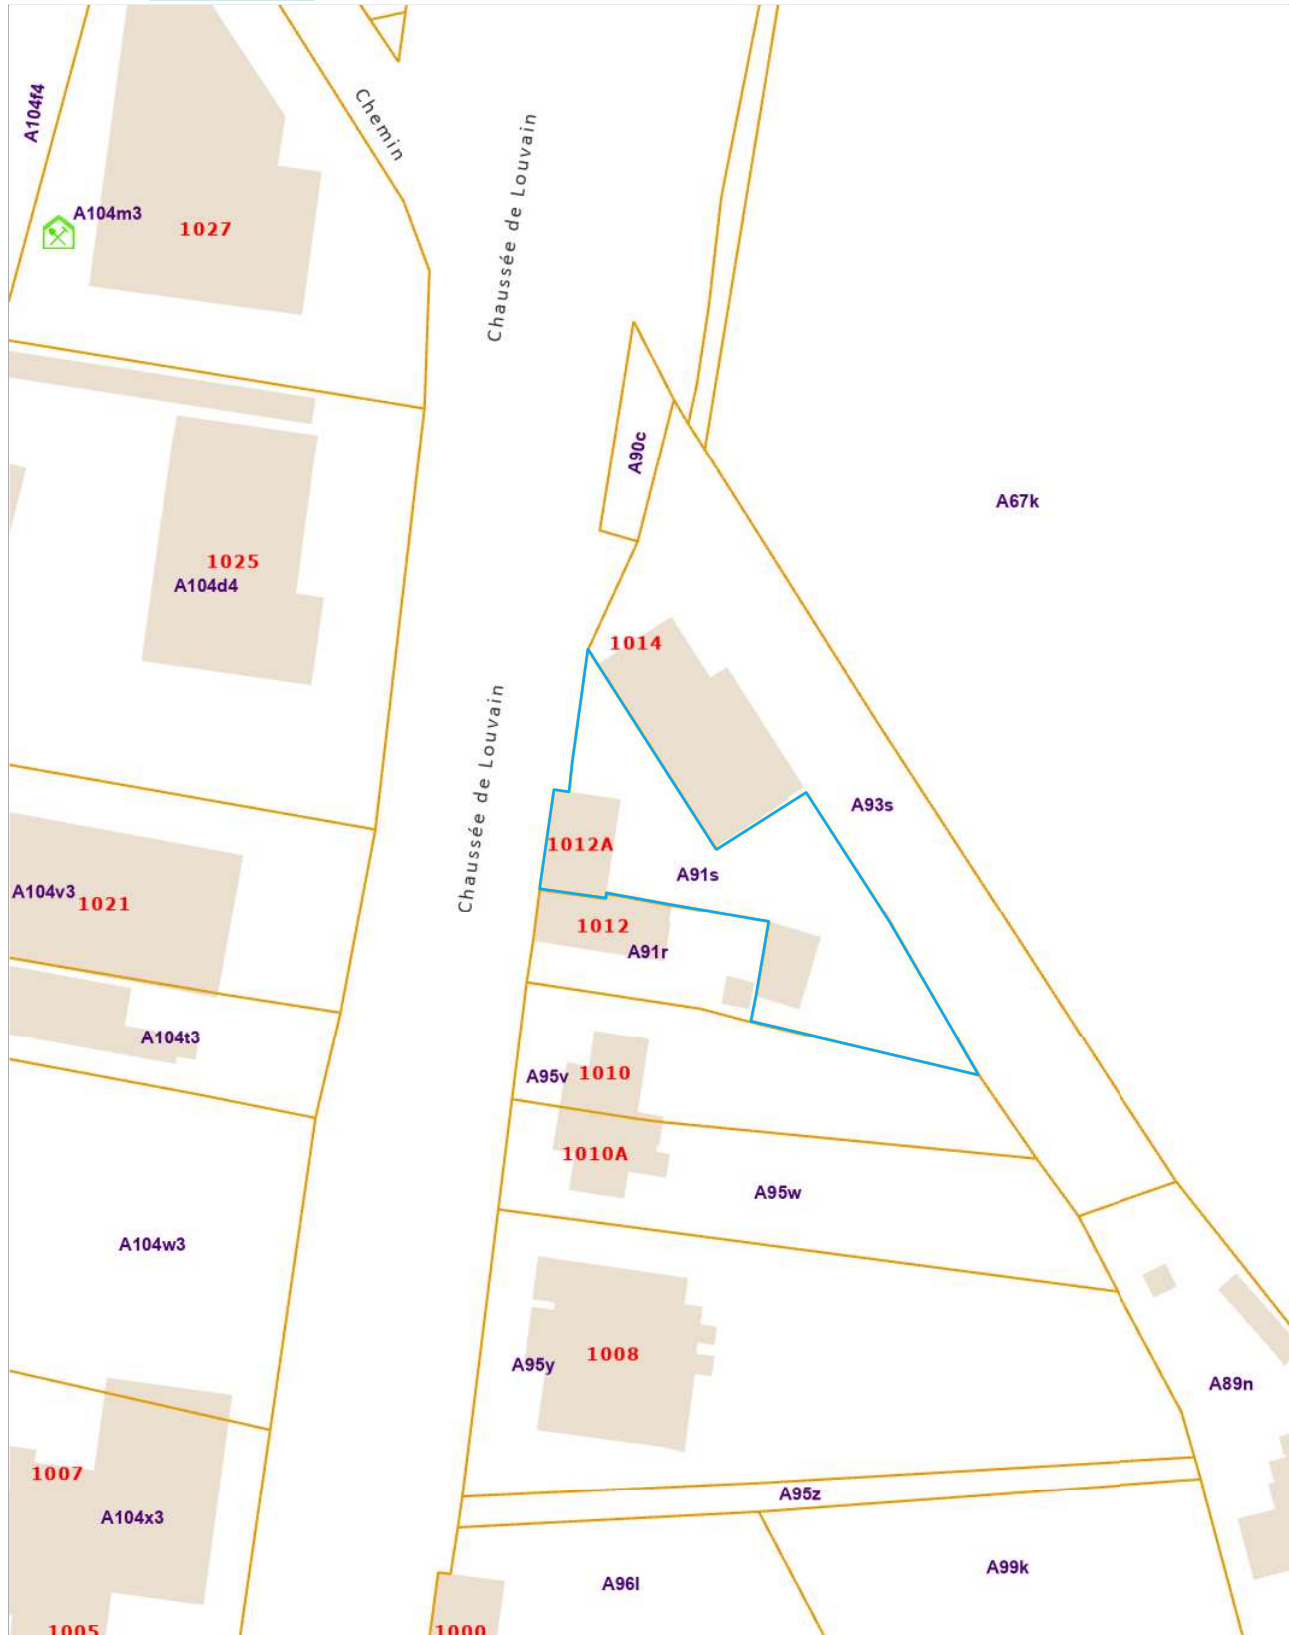 A104f4
Chemin
Chaussée de Louvain
A104m3
1027
A90c
A67k
1025
A104d4
1014
Chaussée de Louvain
A93s
1012A
A91s
A104v3
1021
1012
A91r
A104t3
A95v
1010
1010A
A95w
A104w3
1008
A95y
A89n
1007
A95z
A104x3
A99k
A96l
1005
1000